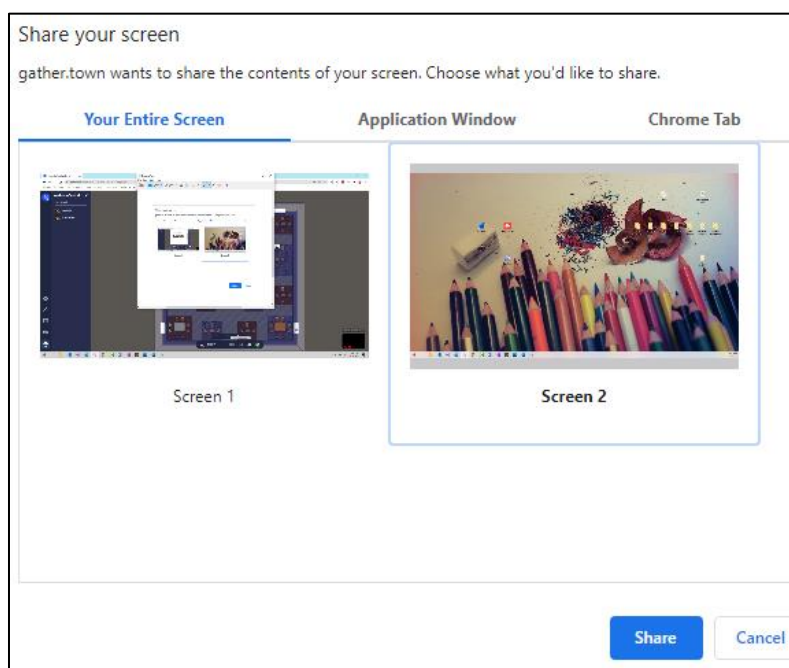 Share your screen
gather.town wants to share the contents of your screen. Choose what you'd like to share.
Your Entire Screen Application Window Chrome Tab
Screen 1 Screen 2
Share Cancel